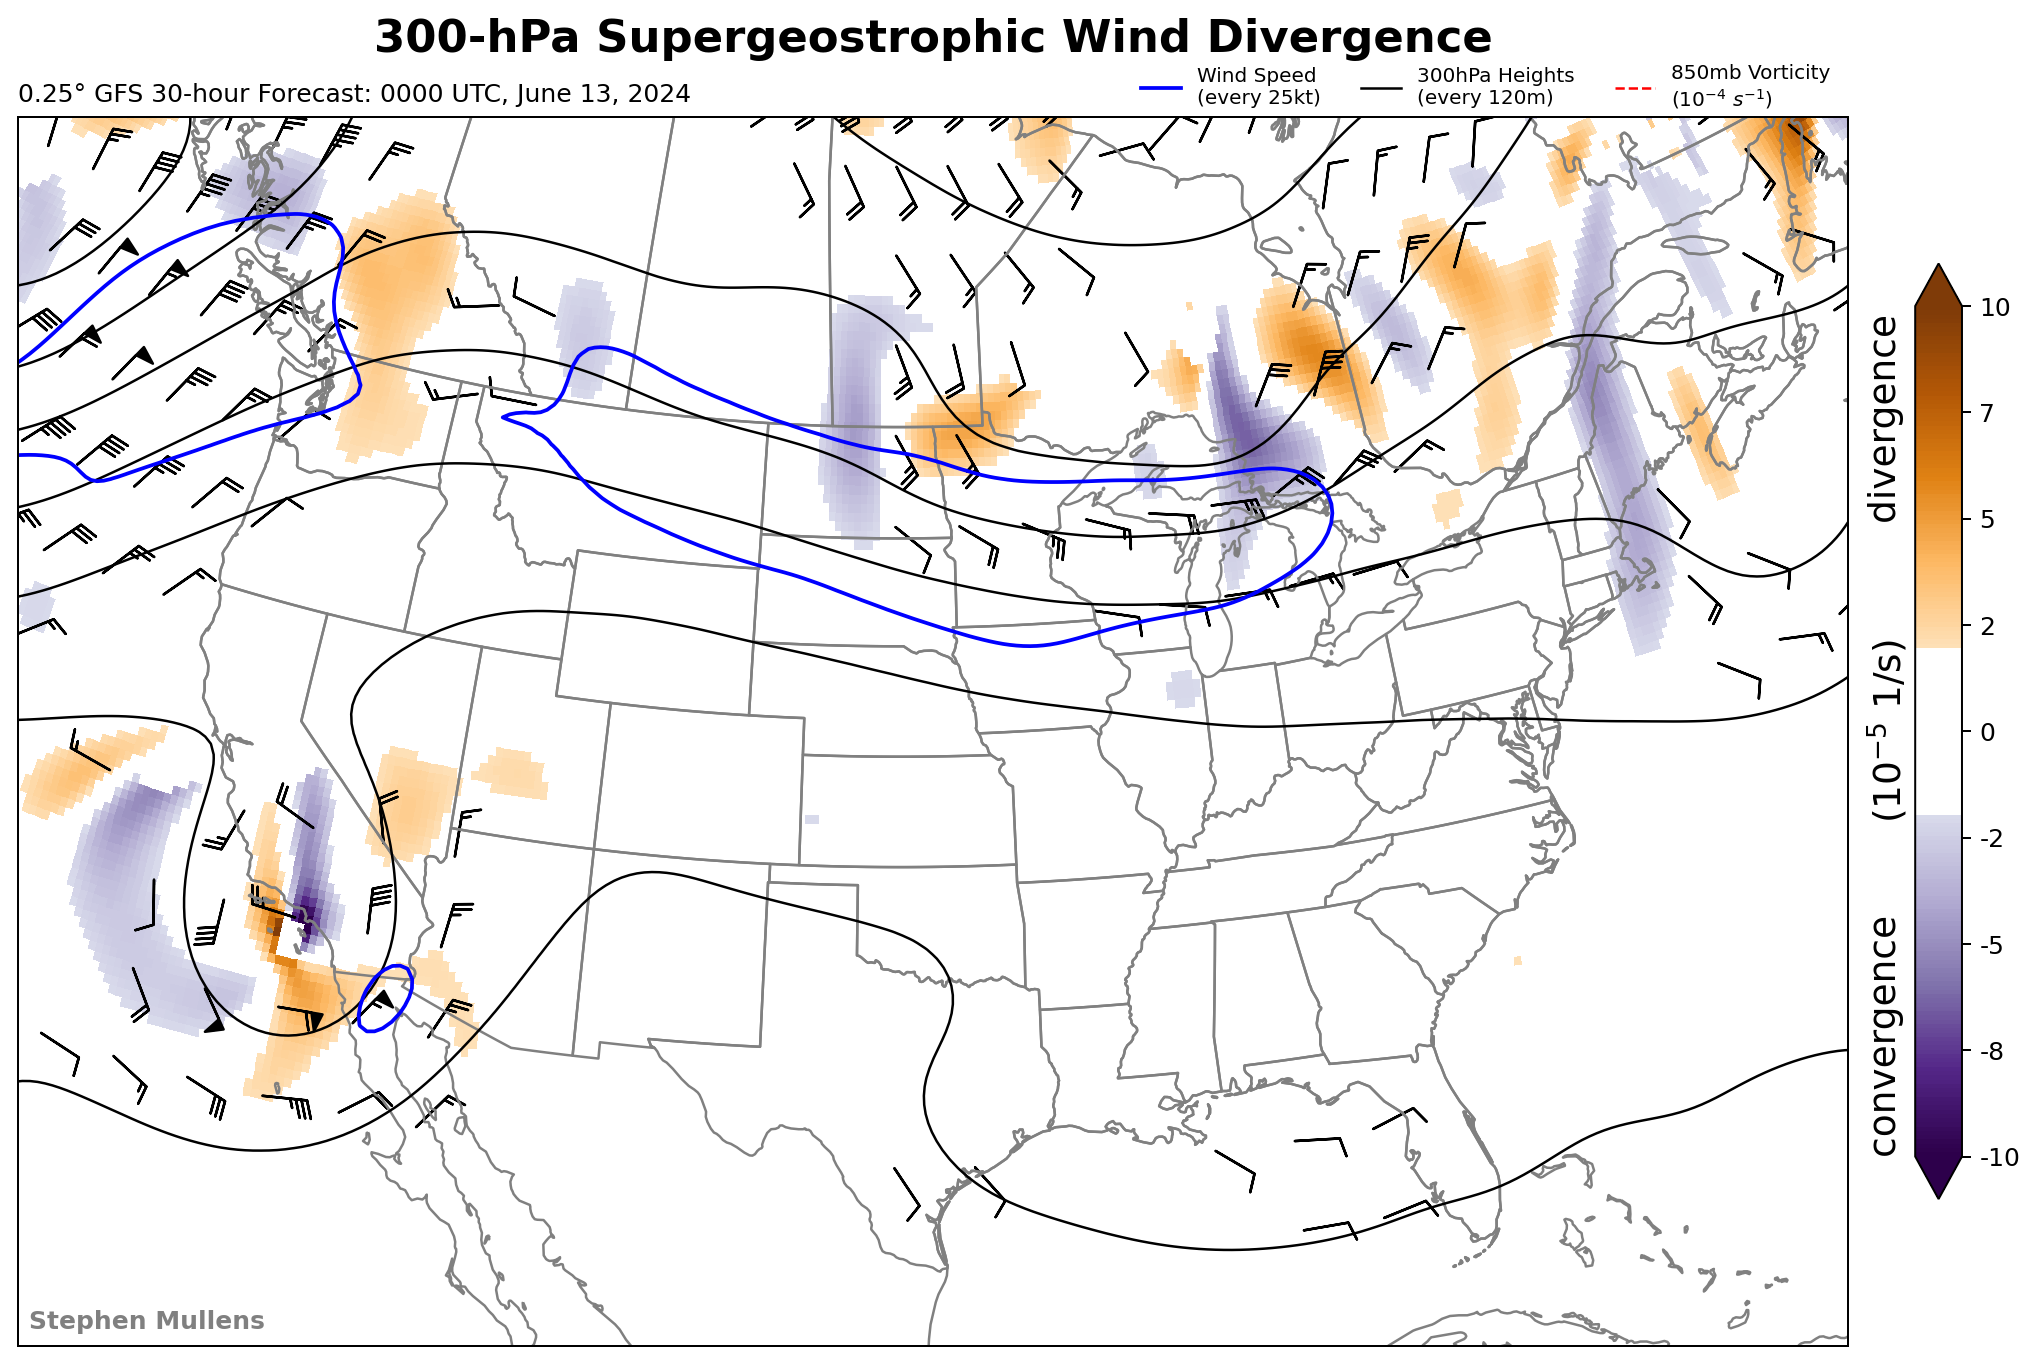 300-hPa Supergeostrophic Wind Divergence
0.25° GFS 30-hour Forecast: 0000 UTC, June 13, 2024
Wind Speed
(every 25kt)
300hPa Heights
(every 120m)
850mb Vorticity
(10⁻⁴ s⁻¹)
10
7
5
2
0
-2
-5
-8
-10
convergence (10⁻⁵ 1/s) divergence
Stephen Mullens